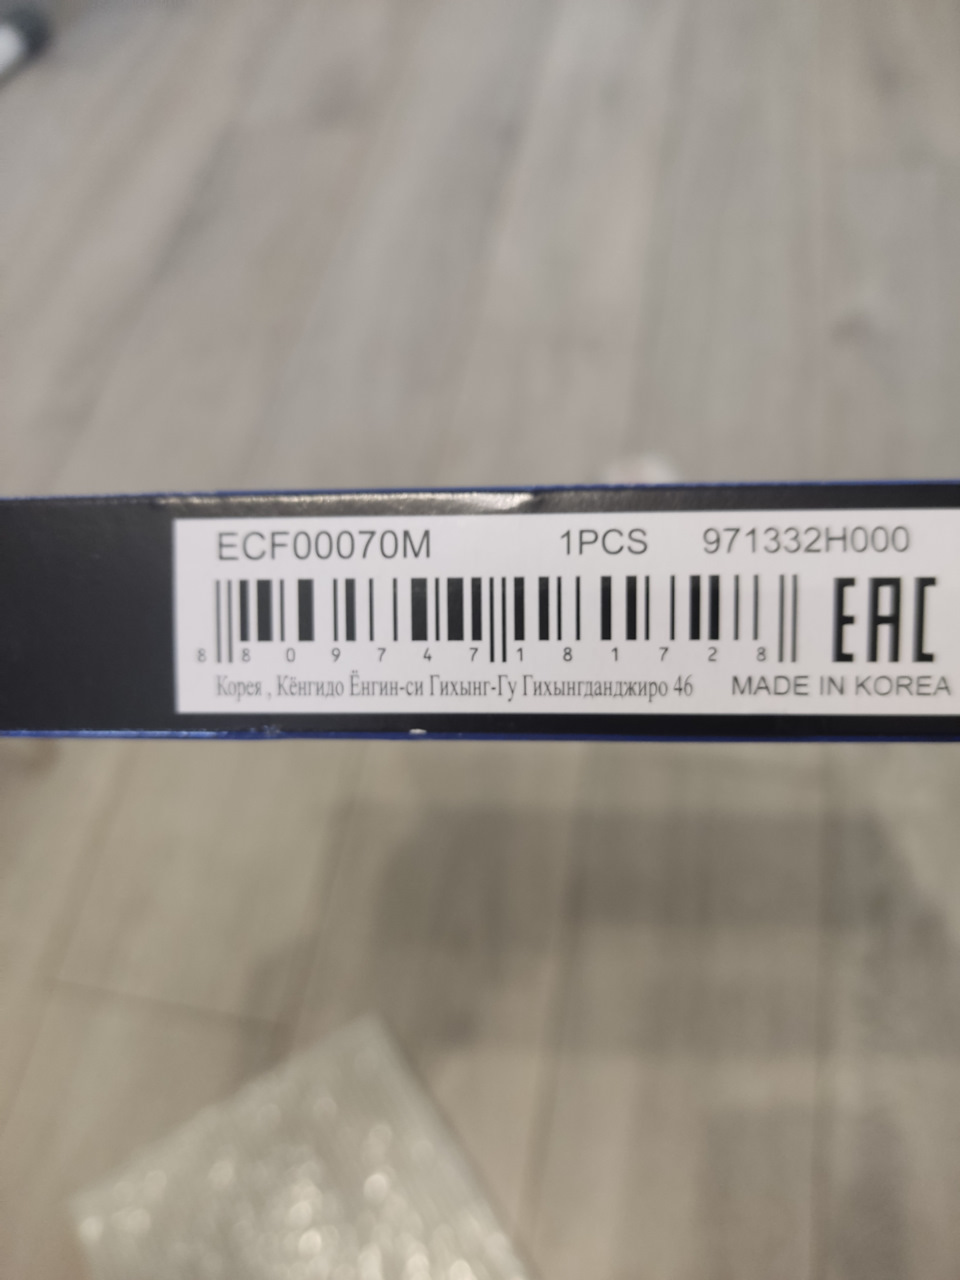 ECF00070M 1PCS 971332H000
EAC
8 809747 181728
Корея , Кёнгидо Ёнгин-си Гихынг-Гу Гихынгданджиро 46 MADE IN KOREA